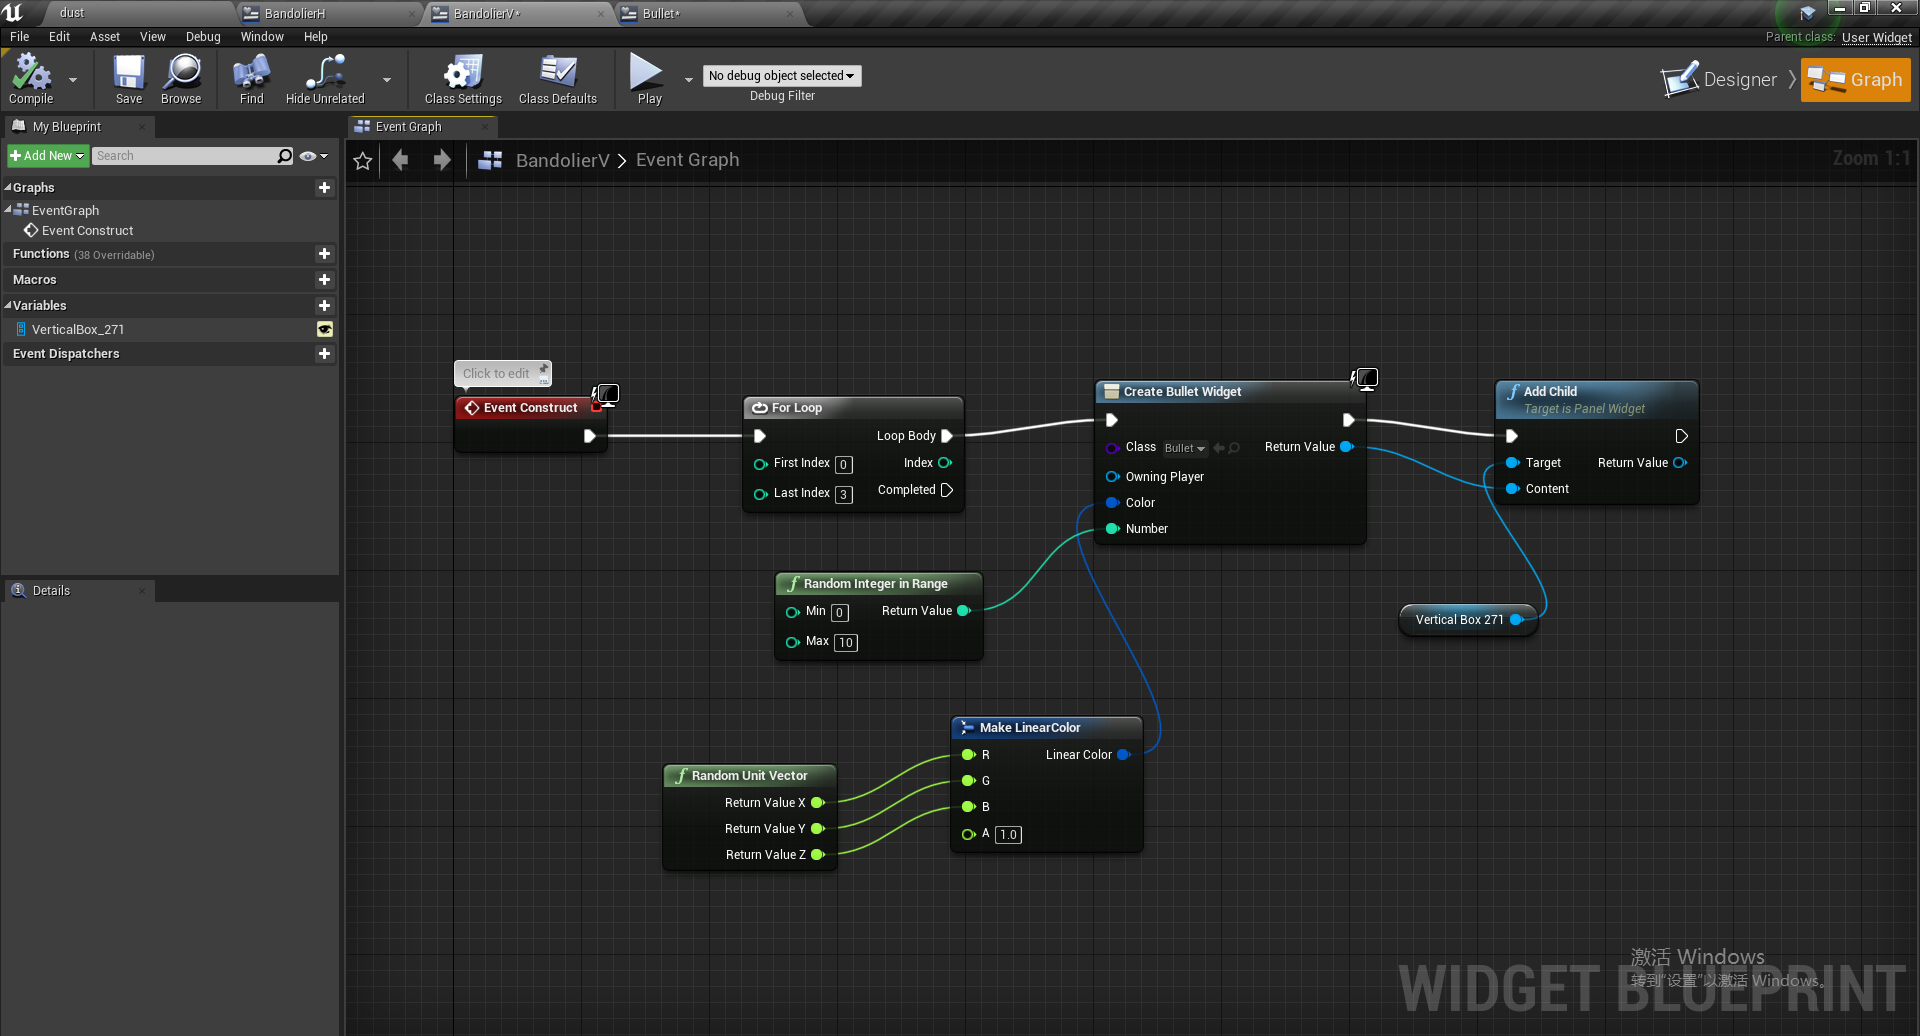 dust
BandolierH
BandolierV*
Bullet*
File Edit Asset View Debug Window Help
Parent class: User Widget
Compile
Save
Browse
Find
Hide Unrelated
Class Settings
Class Defaults
Play
No debug object selected
Debug Filter
Designer
Graph
My Blueprint
Event Graph
Add New
Search
BandolierV > Event Graph
Zoom 1:1
Graphs
EventGraph
Event Construct
Functions (38 Overridable)
Macros
Variables
VerticalBox_271
Event Dispatchers
Details
Click to edit
Event Construct
For Loop
Loop Body
First Index 0
Index
Last Index 3
Completed
Create Bullet Widget
Class Bullet
Return Value
Owning Player
Color
Number
Add Child
Target is Panel Widget
Target
Return Value
Content
Random Integer in Range
Min 0
Return Value
Max 10
Vertical Box 271
Make LinearColor
R
Linear Color
G
B
A 1.0
Random Unit Vector
Return Value X
Return Value Y
Return Value Z
激活 Windows
转到“设置”以激活 Windows。
WIDGET BLUEPRINT